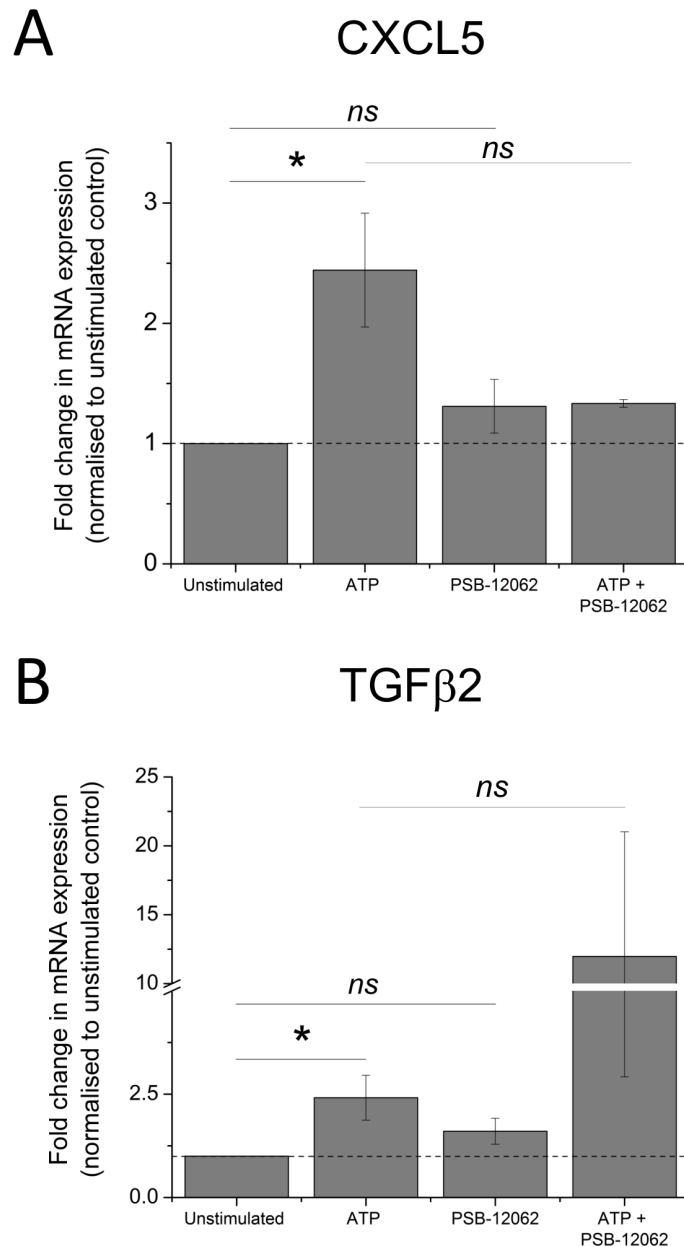 A
CXCL5
ns
*
ns
Fold change in mRNA expression
(normalised to unstimulated control)
3
2
1
0
Unstimulated
ATP
PSB-12062
ATP +
PSB-12062
B
TGFβ2
ns
ns
*
Fold change in mRNA expression
(normalised to unstimulated control)
25
20
15
10
2.5
0.0
Unstimulated
ATP
PSB-12062
ATP +
PSB-12062